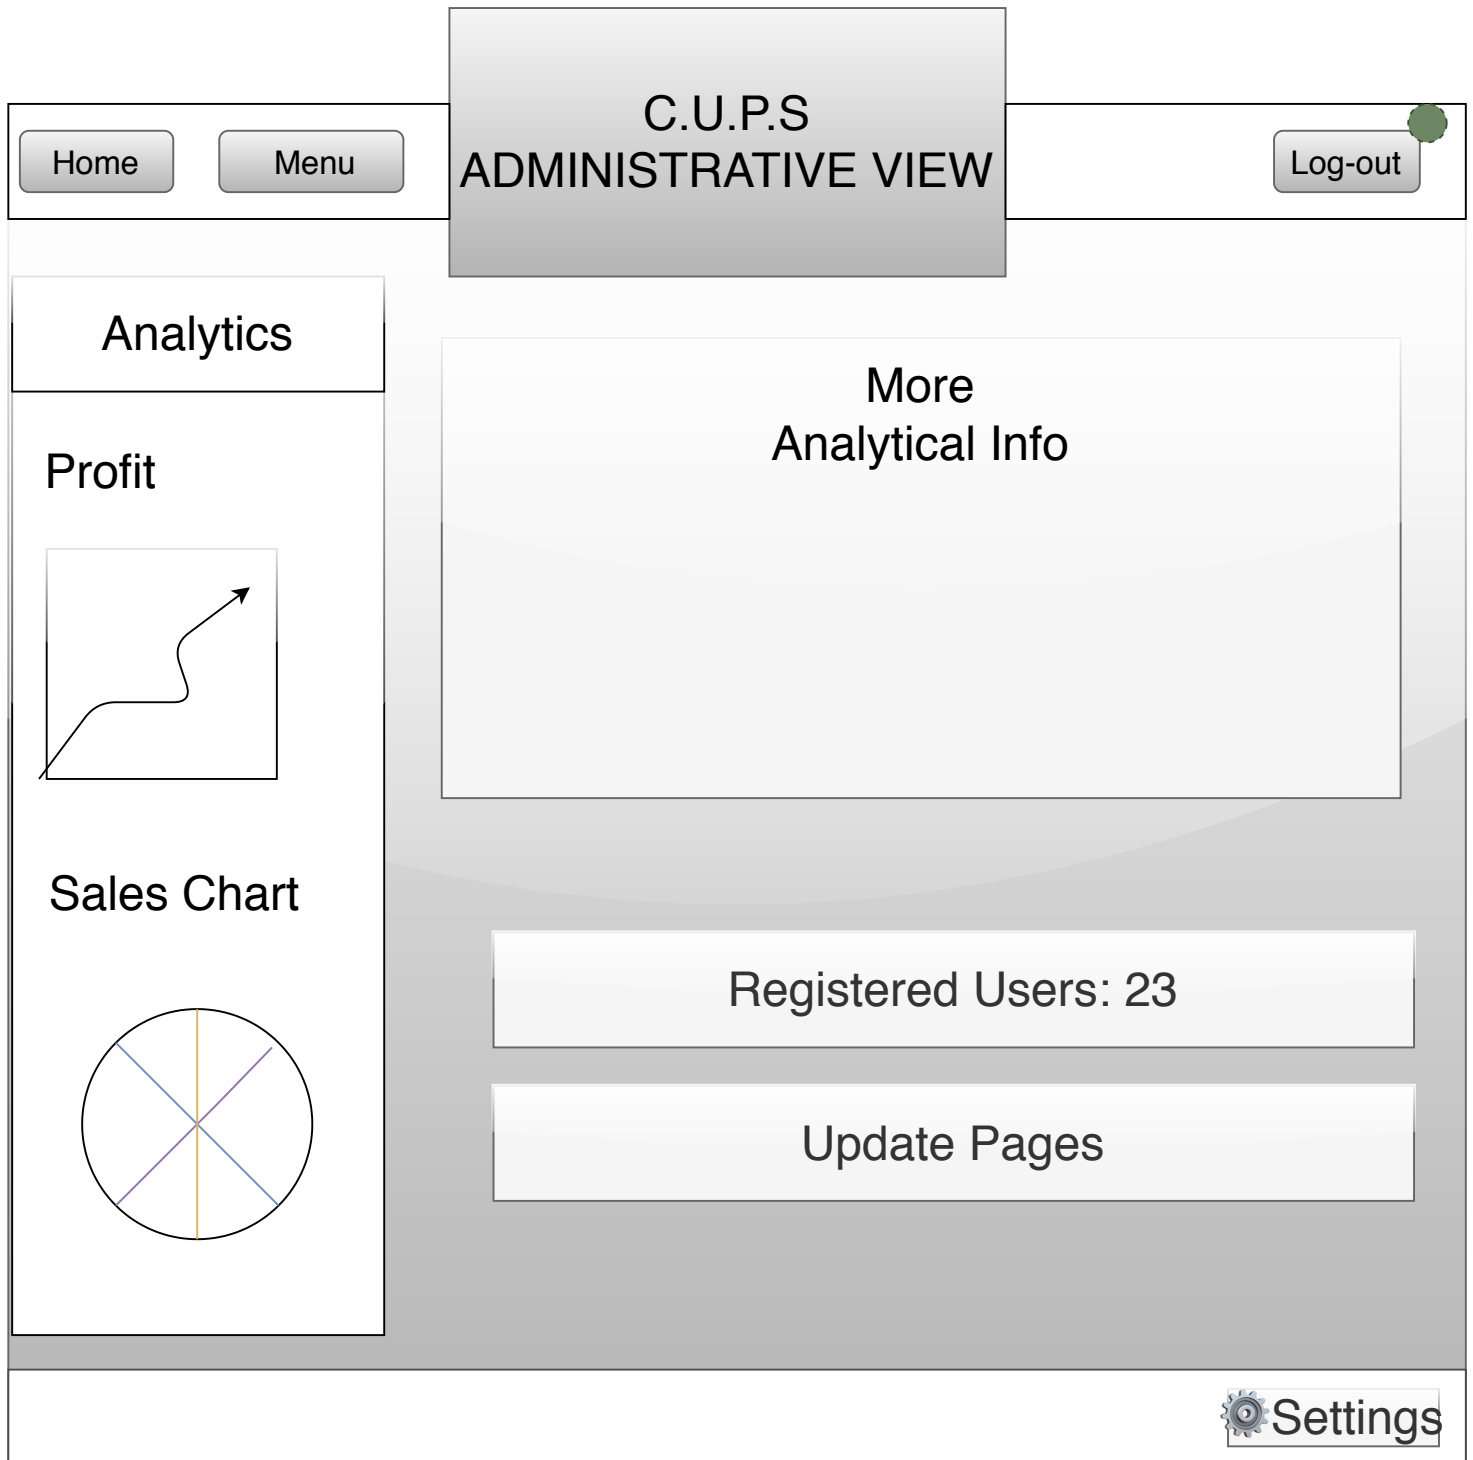 C.U.P.S
ADMINISTRATIVE VIEW
Home
Menu
Log-out
Analytics
More
Analytical Info
Profit
Sales Chart
Registered Users: 23
Update Pages
Settings